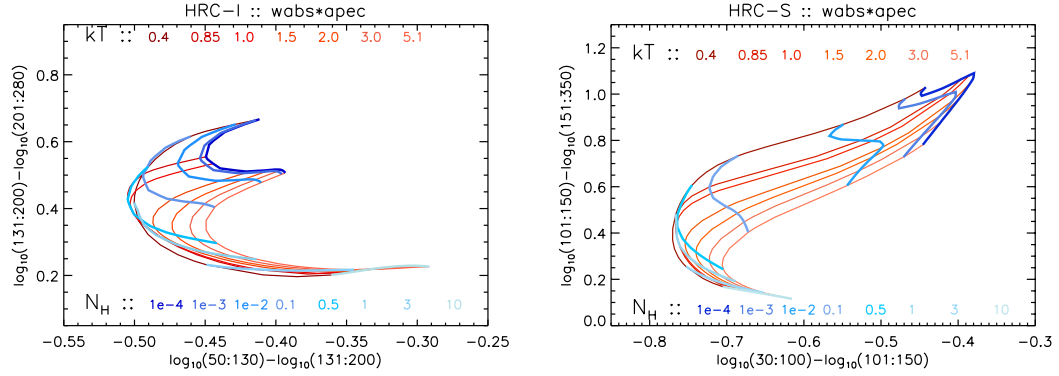 HRC-I :: wabs*apec
kT :: 0.4 0.85 1.0 1.5 2.0 3.0 5.1
0.8
0.6
0.4
0.2
log₁₀(131:200)-log₁₀(201:280)
N_H :: 1e-4 1e-3 1e-2 0.1 0.5 1 3 10
-0.55 -0.50 -0.45 -0.40 -0.35 -0.30 -0.25
log₁₀(50:130)-log₁₀(131:200)
HRC-S :: wabs*apec
kT :: 0.4 0.85 1.0 1.5 2.0 3.0 5.1
1.2
1.0
0.8
0.6
0.4
0.2
0.0
log₁₀(101:150)-log₁₀(151:350)
N_H :: 1e-4 1e-3 1e-2 0.1 0.5 1 3 10
-0.8 -0.7 -0.6 -0.5 -0.4 -0.3
log₁₀(30:100)-log₁₀(101:150)